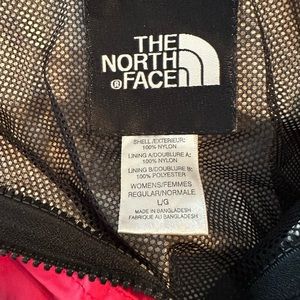 THE
NORTH
FACE
®
SHELL/EXTERIEUR:
100% NYLON
LINING A/DOUBLURE A:
100% NYLON
LINING B/DOUBLURE B:
100% POLYESTER
WOMENS/FEMMES
REGULAR/NORMALE
L/G
MADE IN BANGLADESH
FABRIQUE AU BANGLADESH